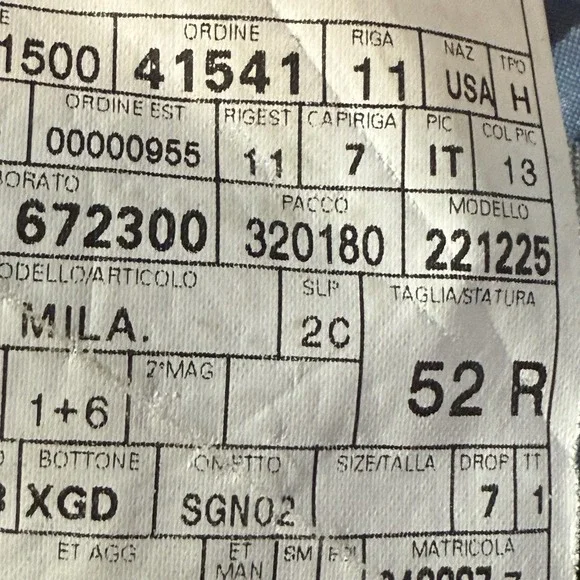 ORDINE RIGA NAZ TPO
1500 41541 11 USA H
ORDINE EST RIGEST CAPIRIGA PIC COL PIC
00000955 11 7 IT 13
BORATO PACCO MODELLO
672300 320180 221225
ODELLO/ARTICOLO SLP TAGLIA/STATURA
MILA. 2C
52 R
2°MAG
1+6
BOTTONE SIZE/TALLA DROP TT
XGD SGN02 7 1
ET AGG ET SM MATRICOLA
MAN